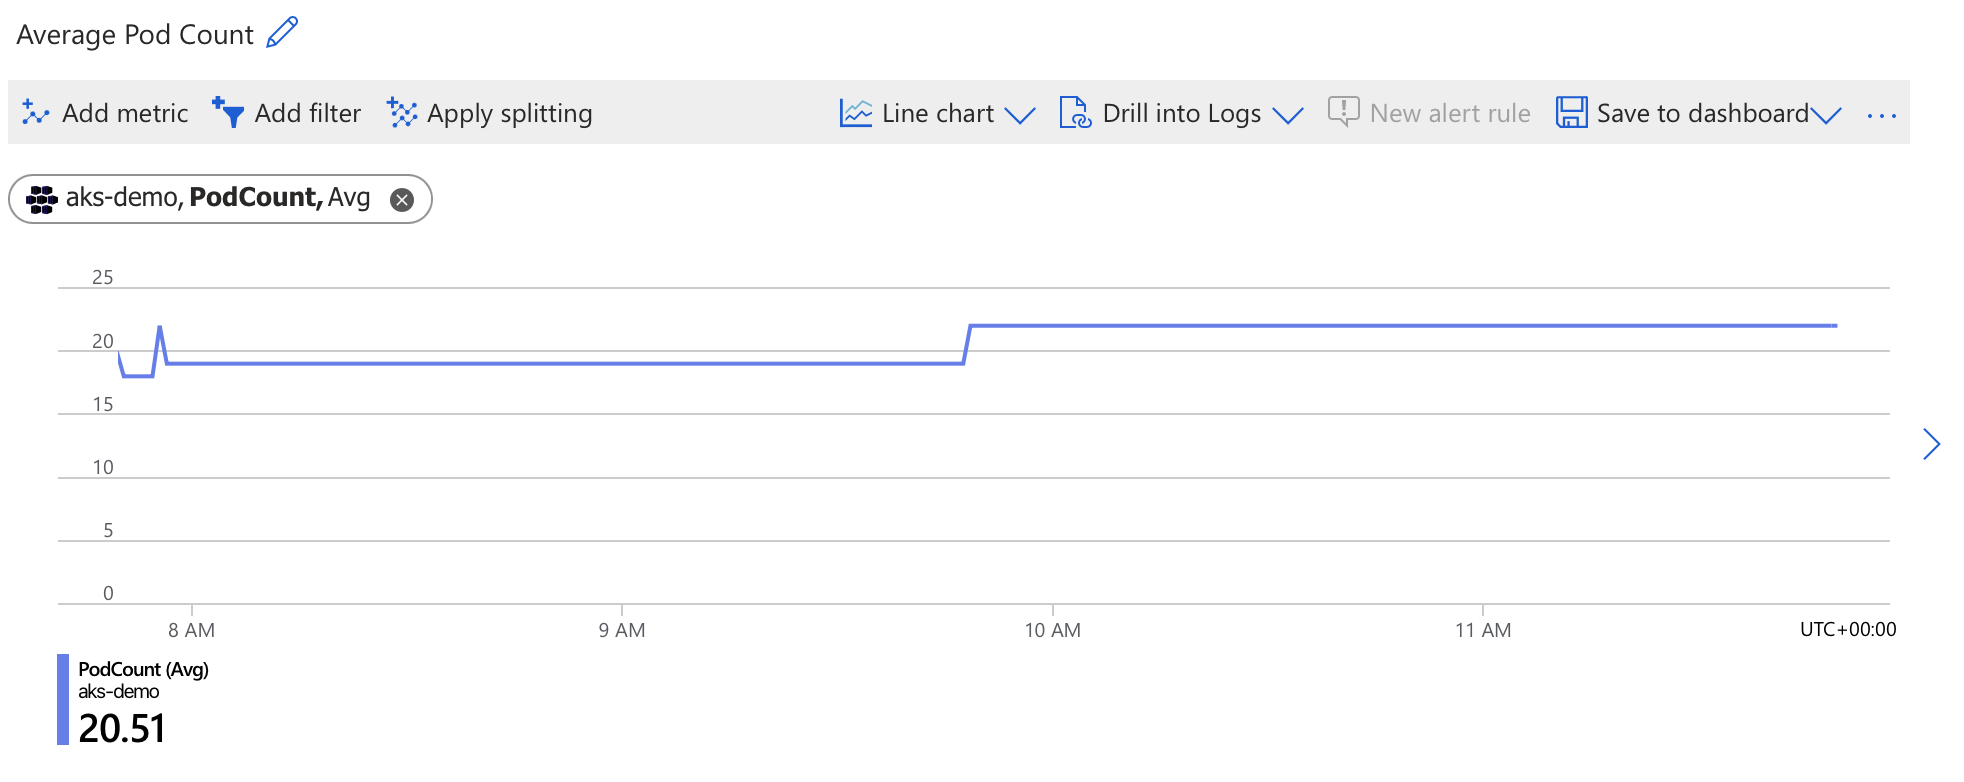 Average Pod Count
Add metric Add filter Apply splitting Line chart Drill into Logs New alert rule Save to dashboard ...
aks-demo, PodCount, Avg
25
20
15
10
5
0
8 AM 9 AM 10 AM 11 AM UTC+00:00
PodCount (Avg)
aks-demo
20.51